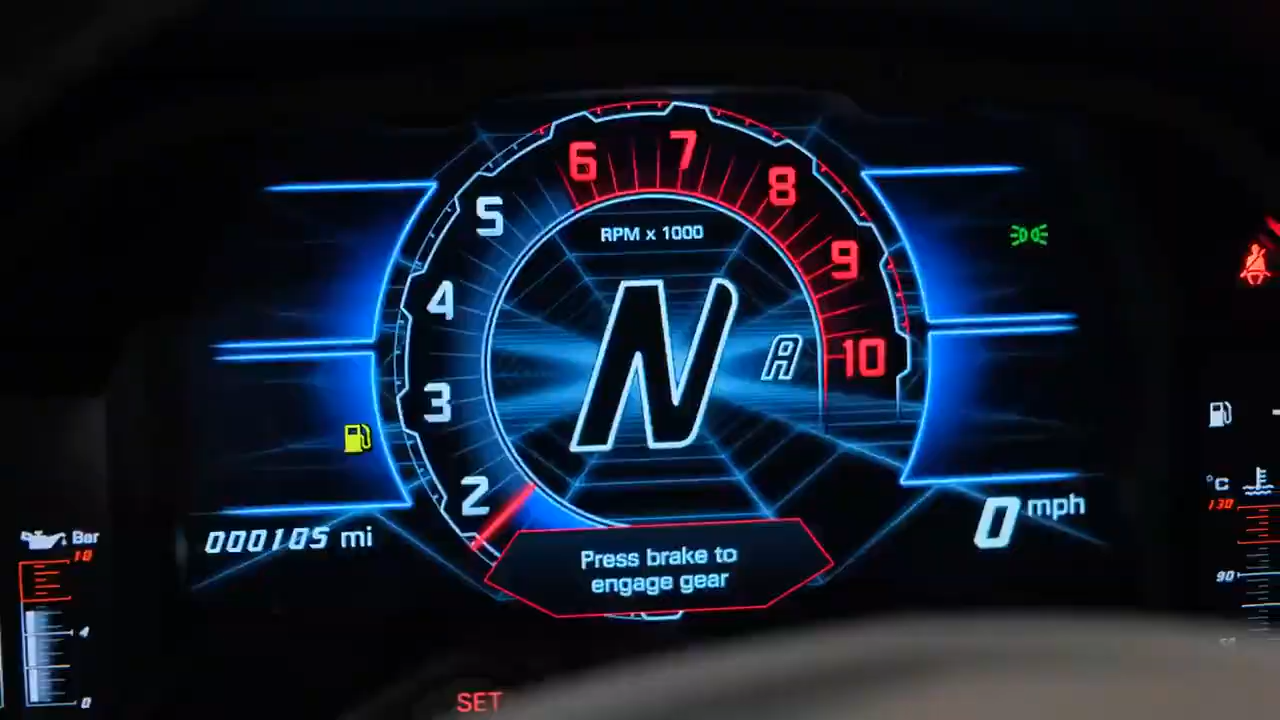 6
7
8
5
RPM x 1000
9
4
N
A
10
3
2
°C
130
000105 mi
0 mph
Bar
10
Press brake to
engage gear
90
4
0
SET